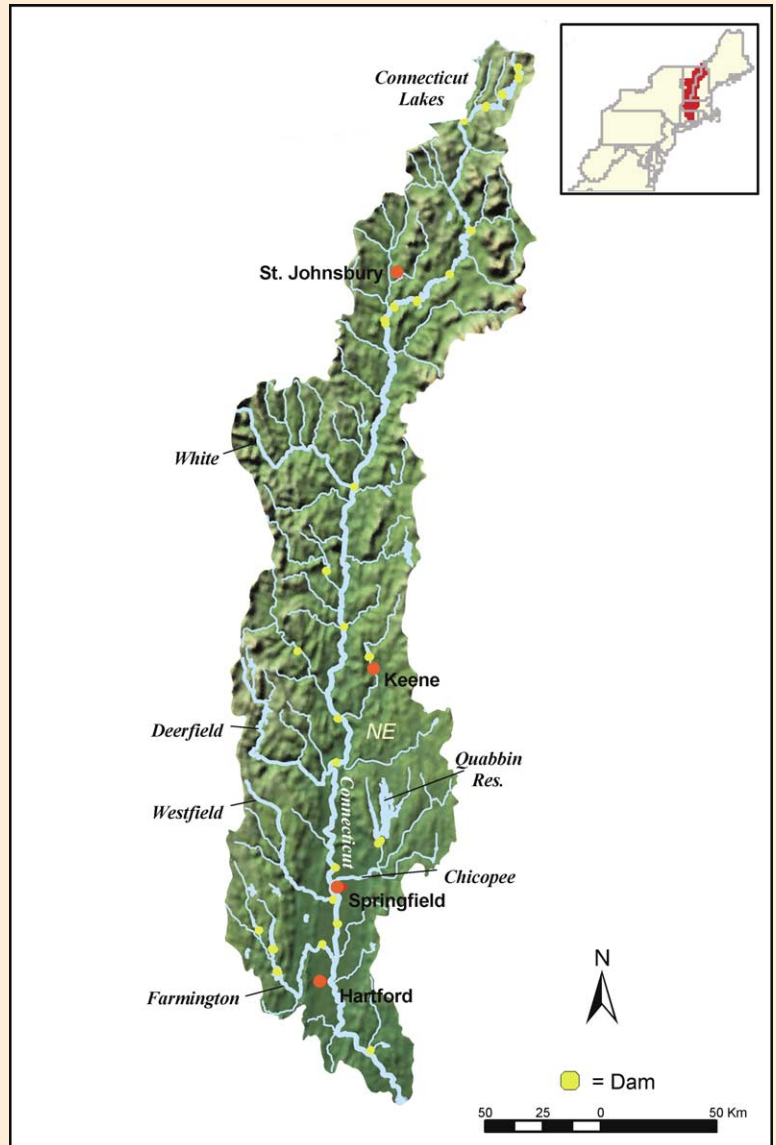 Connecticut
Lakes
St. Johnsbury
White
Keene
Deerfield
NE
Quabbin
Res.
Westfield
Connecticut
Chicopee
Springfield
Farmington
Hartford
N
= Dam
50 25 0 50 Km